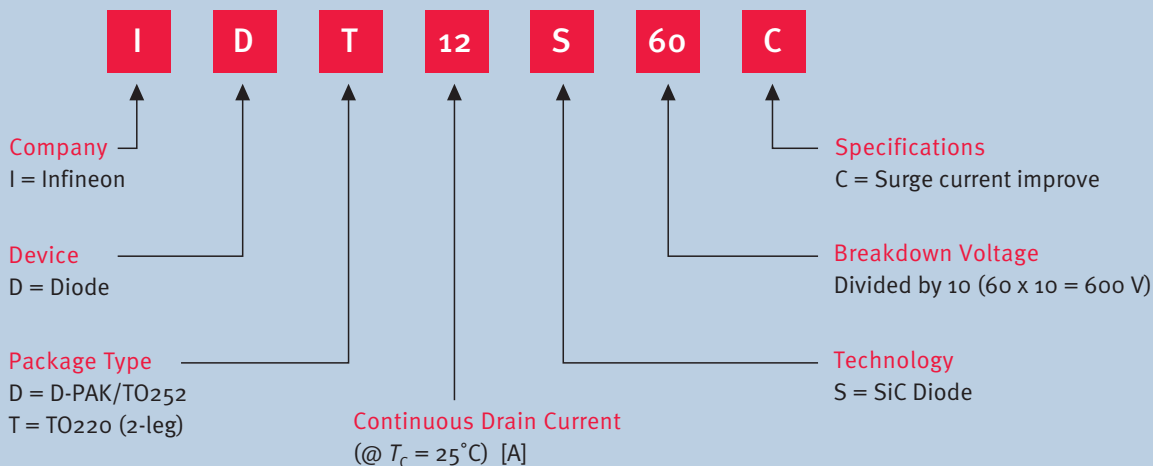 I D T 12 S 60 C
Company
I = Infineon
Device
D = Diode
Package Type
D = D-PAK/TO252
T = TO220 (2-leg)
Continuous Drain Current
(@ T_C = 25°C) [A]
Specifications
C = Surge current improve
Breakdown Voltage
Divided by 10 (60 x 10 = 600 V)
Technology
S = SiC Diode